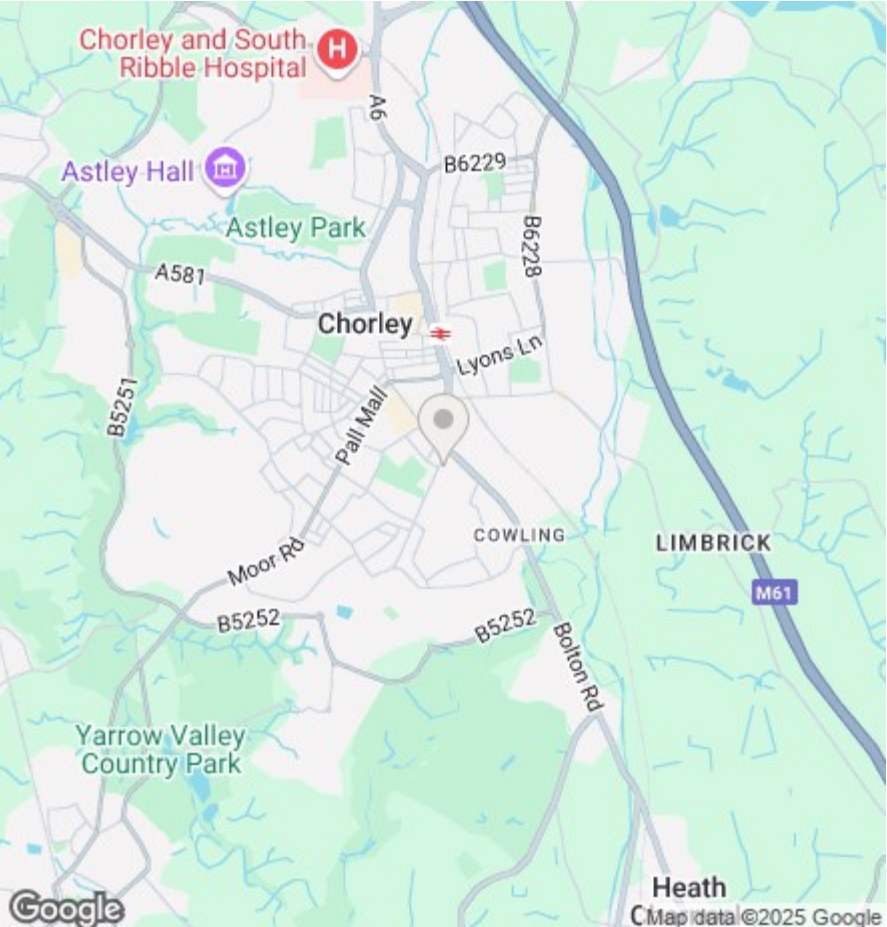 Chorley and South
Ribble Hospital
H
A6
Astley Hall
B6229
Astley Park
B6228
A581
Chorley
Lyons Ln
B5251
Pall Mall
COWLING
LIMBRICK
Moor Rd
M61
B5252
B5252
Bolton Rd
Yarrow Valley
Country Park
Heath
Google
Map data ©2025 Google